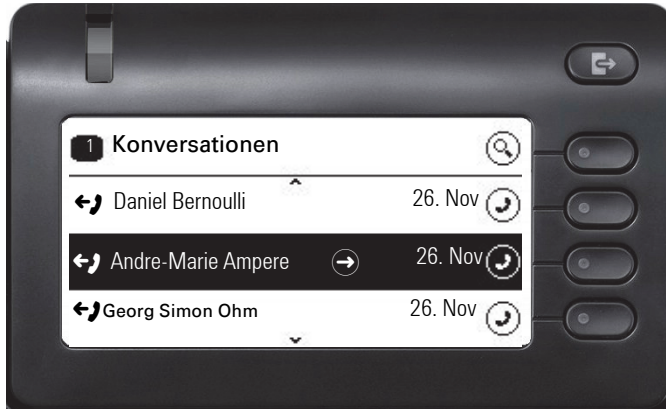 1 Konversationen
Daniel Bernoulli 26. Nov
Andre-Marie Ampere 26. Nov
Georg Simon Ohm 26. Nov